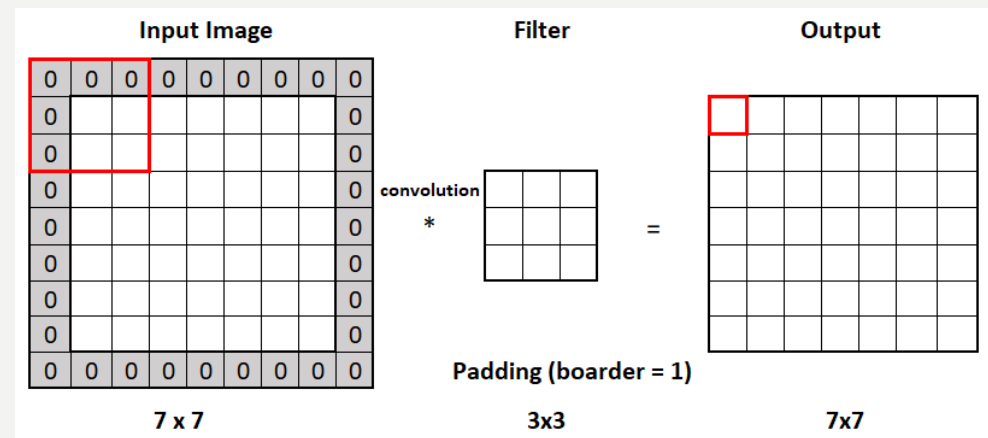 Input Image Filter Output
0 0 0 0 0 0 0 0 0
0 0
0 0
0 0 convolution
0 0 * =
0 0
0 0
0 0
0 0 0 0 0 0 0 0 0 Padding (boarder = 1)
7 x 7 3x3 7x7